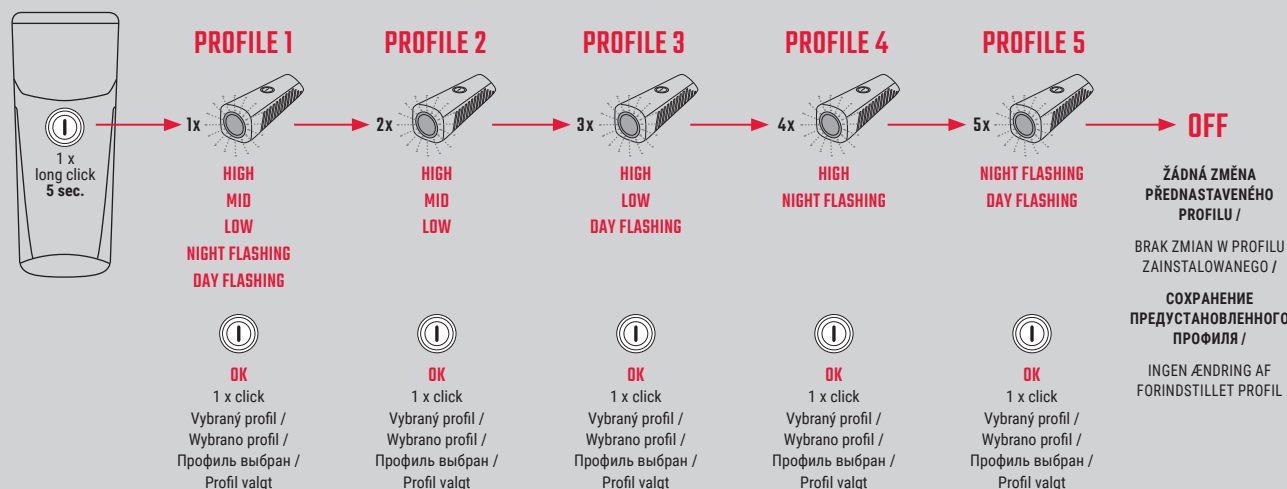 1 x
long click
5 sec.
PROFILE 1
1x
HIGH
MID
LOW
NIGHT FLASHING
DAY FLASHING
OK
1 x click
Vybraný profil /
Wybrano profil /
Профиль выбран /
Profil valgt
PROFILE 2
2x
HIGH
MID
LOW
OK
1 x click
Vybraný profil /
Wybrano profil /
Профиль выбран /
Profil valgt
PROFILE 3
3x
HIGH
LOW
DAY FLASHING
OK
1 x click
Vybraný profil /
Wybrano profil /
Профиль выбран /
Profil valgt
PROFILE 4
4x
HIGH
NIGHT FLASHING
OK
1 x click
Vybraný profil /
Wybrano profil /
Профиль выбран /
Profil valgt
PROFILE 5
5x
NIGHT FLASHING
DAY FLASHING
OK
1 x click
Vybraný profil /
Wybrano profil /
Профиль выбран /
Profil valgt
OFF
ŽÁDNÁ ZMĚNA
PŘEDNASTAVENÉHO
PROFILU /
BRAK ZMIAN W PROFILU
ZAINSTALOWANEGO /
СОХРАНЕНИЕ
ПРЕДУСТАНОВЛЕННОГО
ПРОФИЛЯ /
INGEN ÆNDRING AF
FORINDSTILLET PROFIL